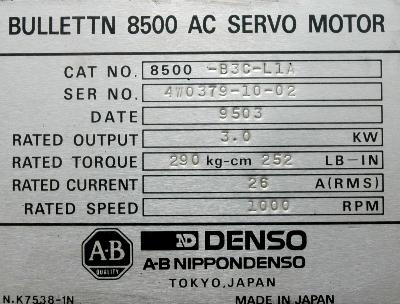 BULLETTN 8500 AC SERVO MOTOR
CAT NO. 8500 -B3C-L1A
SER NO. 4W0379-10-02
DATE 9503
RATED OUTPUT 3.0 KW
RATED TORQUE 290 kg-cm 252 LB-IN
RATED CURRENT 26 A(RMS)
RATED SPEED 1000 RPM
A-B QUALITY ND DENSO
A-B NIPPONDENSO
TOKYO,JAPAN
N.K7538-1N MADE IN JAPAN